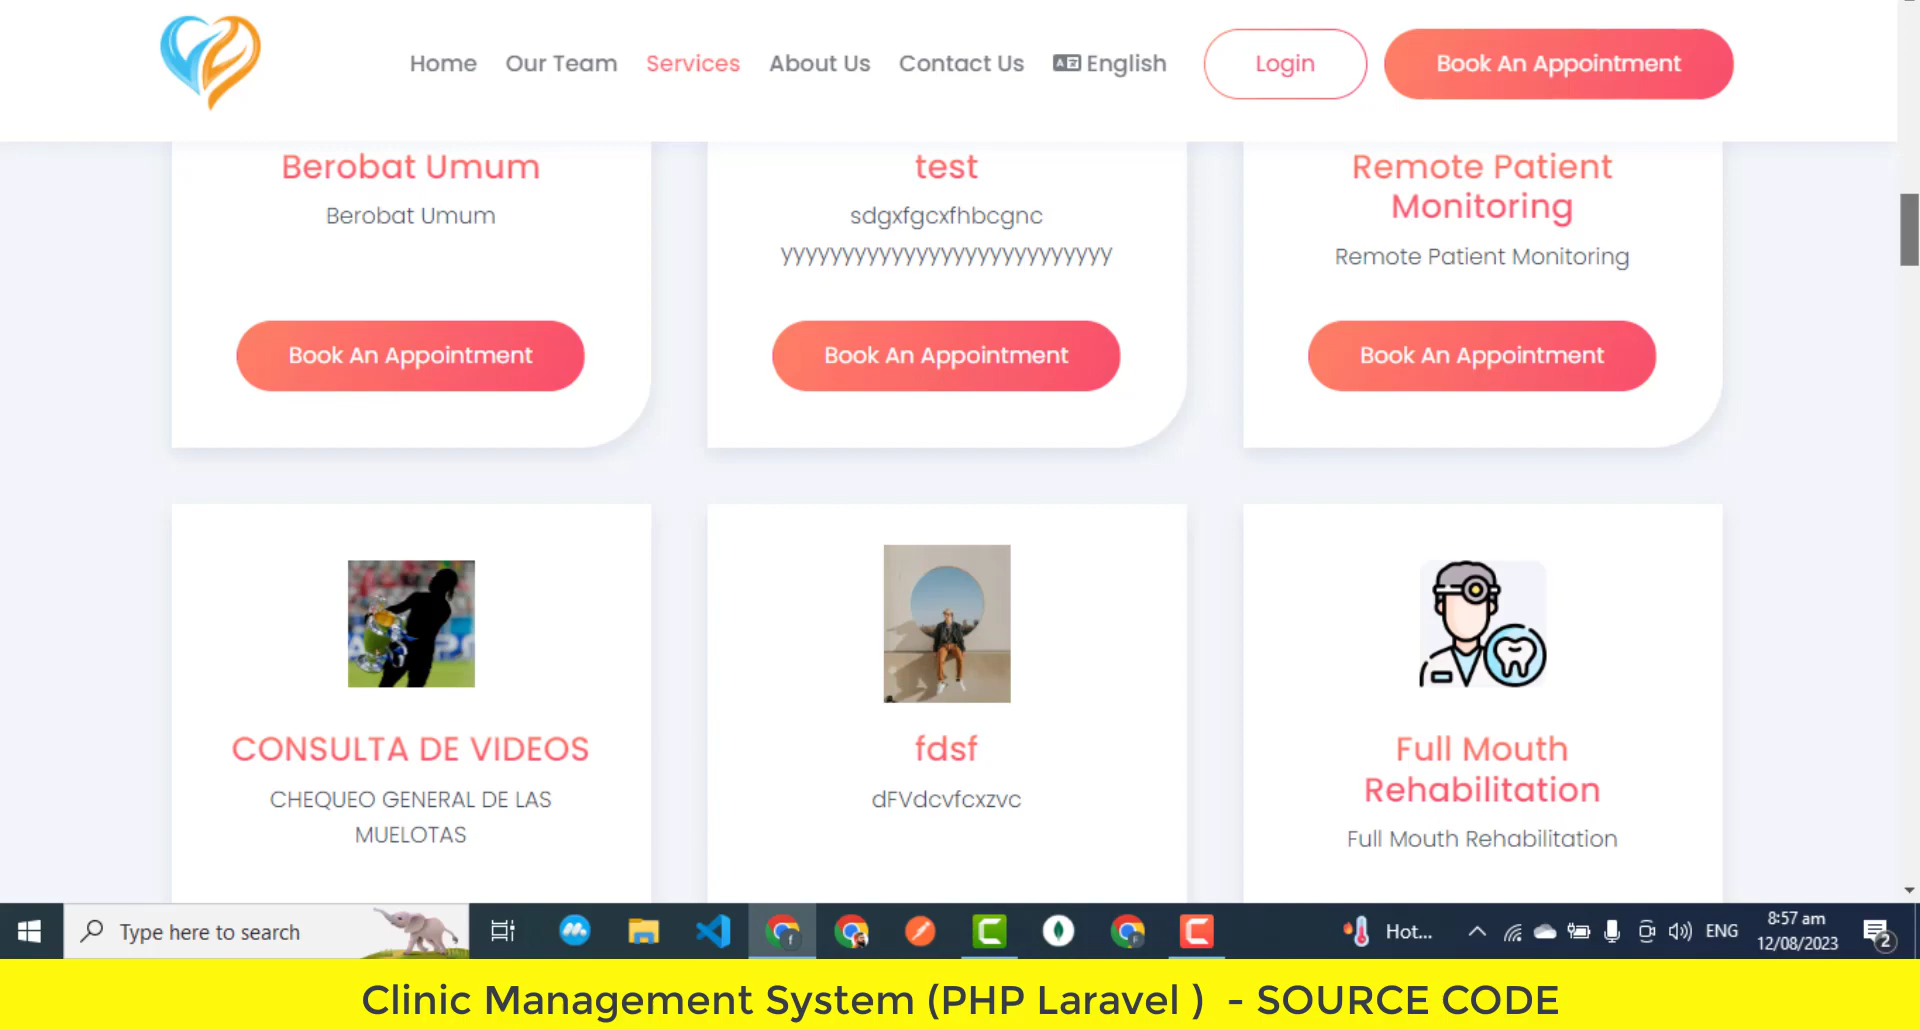 Home Our Team Services About Us Contact Us English Login Book An Appointment
Berobat Umum
Berobat Umum
Book An Appointment
test
sdgxfgcxfhbcgnc
yyyyyyyyyyyyyyyyyyyyyyyyyyy
Book An Appointment
Remote Patient
Monitoring
Remote Patient Monitoring
Book An Appointment
CONSULTA DE VIDEOS
CHEQUEO GENERAL DE LAS
MUELOTAS
fdsf
dFVdcvfcxzvc
Full Mouth
Rehabilitation
Full Mouth Rehabilitation
Type here to search
Hot...
ENG
8:57 am
12/08/2023
2
Clinic Management System (PHP Laravel ) - SOURCE CODE